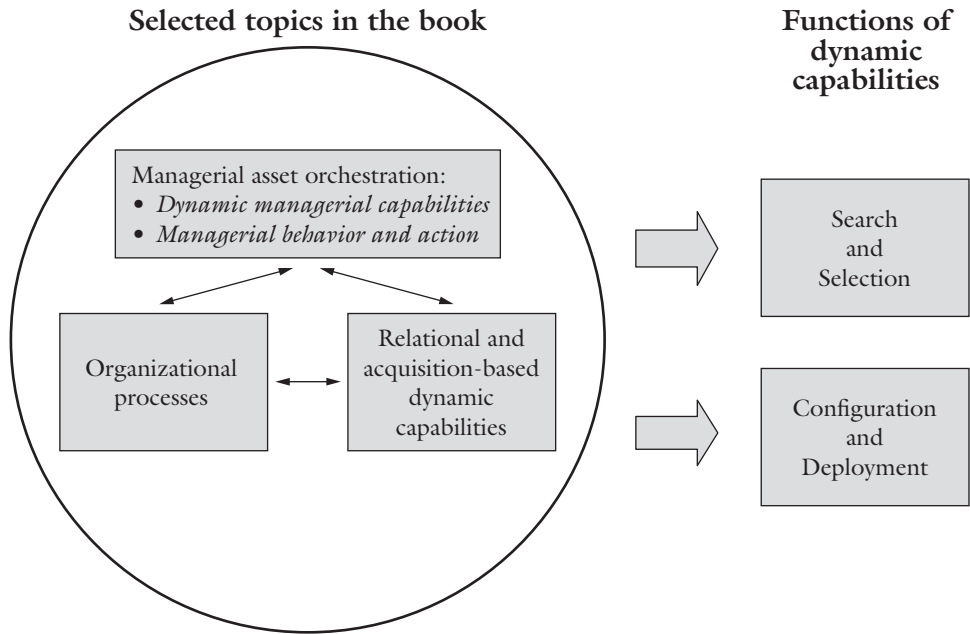 Selected topics in the book
Functions of
dynamic
capabilities
Managerial asset orchestration:
• Dynamic managerial capabilities
• Managerial behavior and action
Organizational
processes
Relational and
acquisition-based
dynamic
capabilities
Search
and
Selection
Configuration
and
Deployment